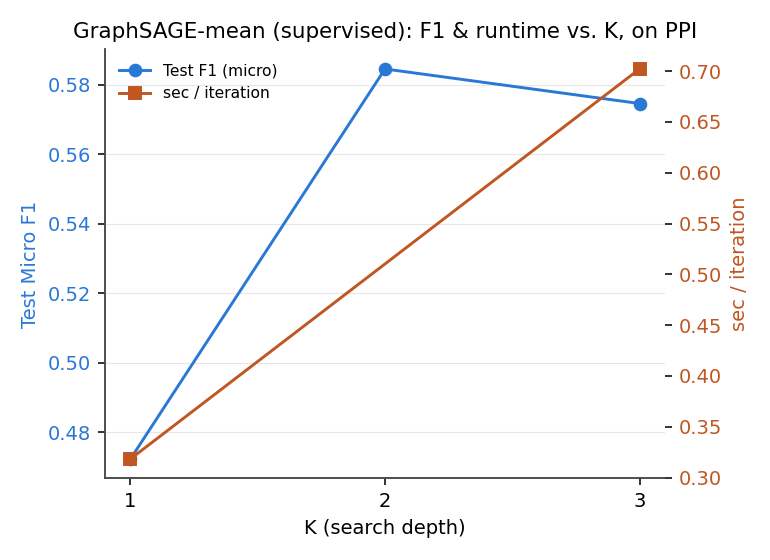 GraphSAGE-mean (supervised): F1 & runtime vs. K, on PPI
Test F1 (micro)
sec / iteration
Test Micro F1
0.58
0.56
0.54
0.52
0.50
0.48
0.70
0.65
0.60
0.55
0.50
0.45
0.40
0.35
0.30
sec / iteration
1 2 3
K (search depth)